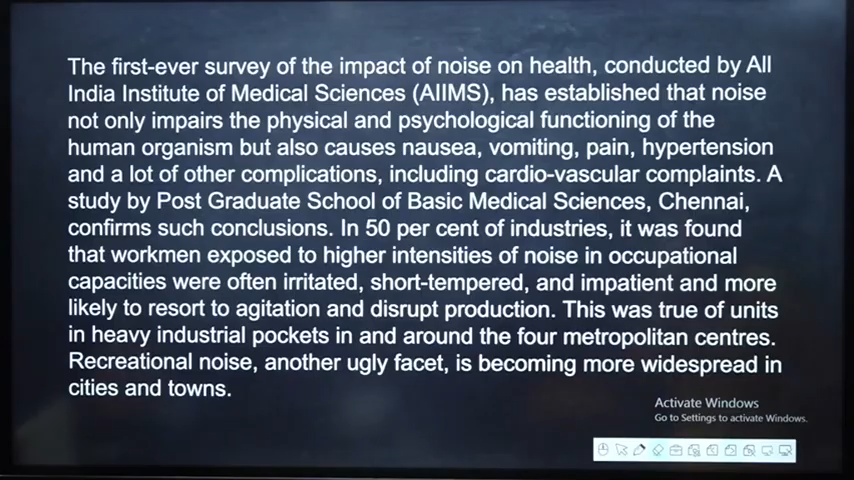 The first-ever survey of the impact of noise on health, conducted by All
India Institute of Medical Sciences (AIIMS), has established that noise
not only impairs the physical and psychological functioning of the
human organism but also causes nausea, vomiting, pain, hypertension
and a lot of other complications, including cardio-vascular complaints. A
study by Post Graduate School of Basic Medical Sciences, Chennai,
confirms such conclusions. In 50 per cent of industries, it was found
that workmen exposed to higher intensities of noise in occupational
capacities were often irritated, short-tempered, and impatient and more
likely to resort to agitation and disrupt production. This was true of units
in heavy industrial pockets in and around the four metropolitan centres.
Recreational noise, another ugly facet, is becoming more widespread in
cities and towns.
Activate Windows
Go to Settings to activate Windows.